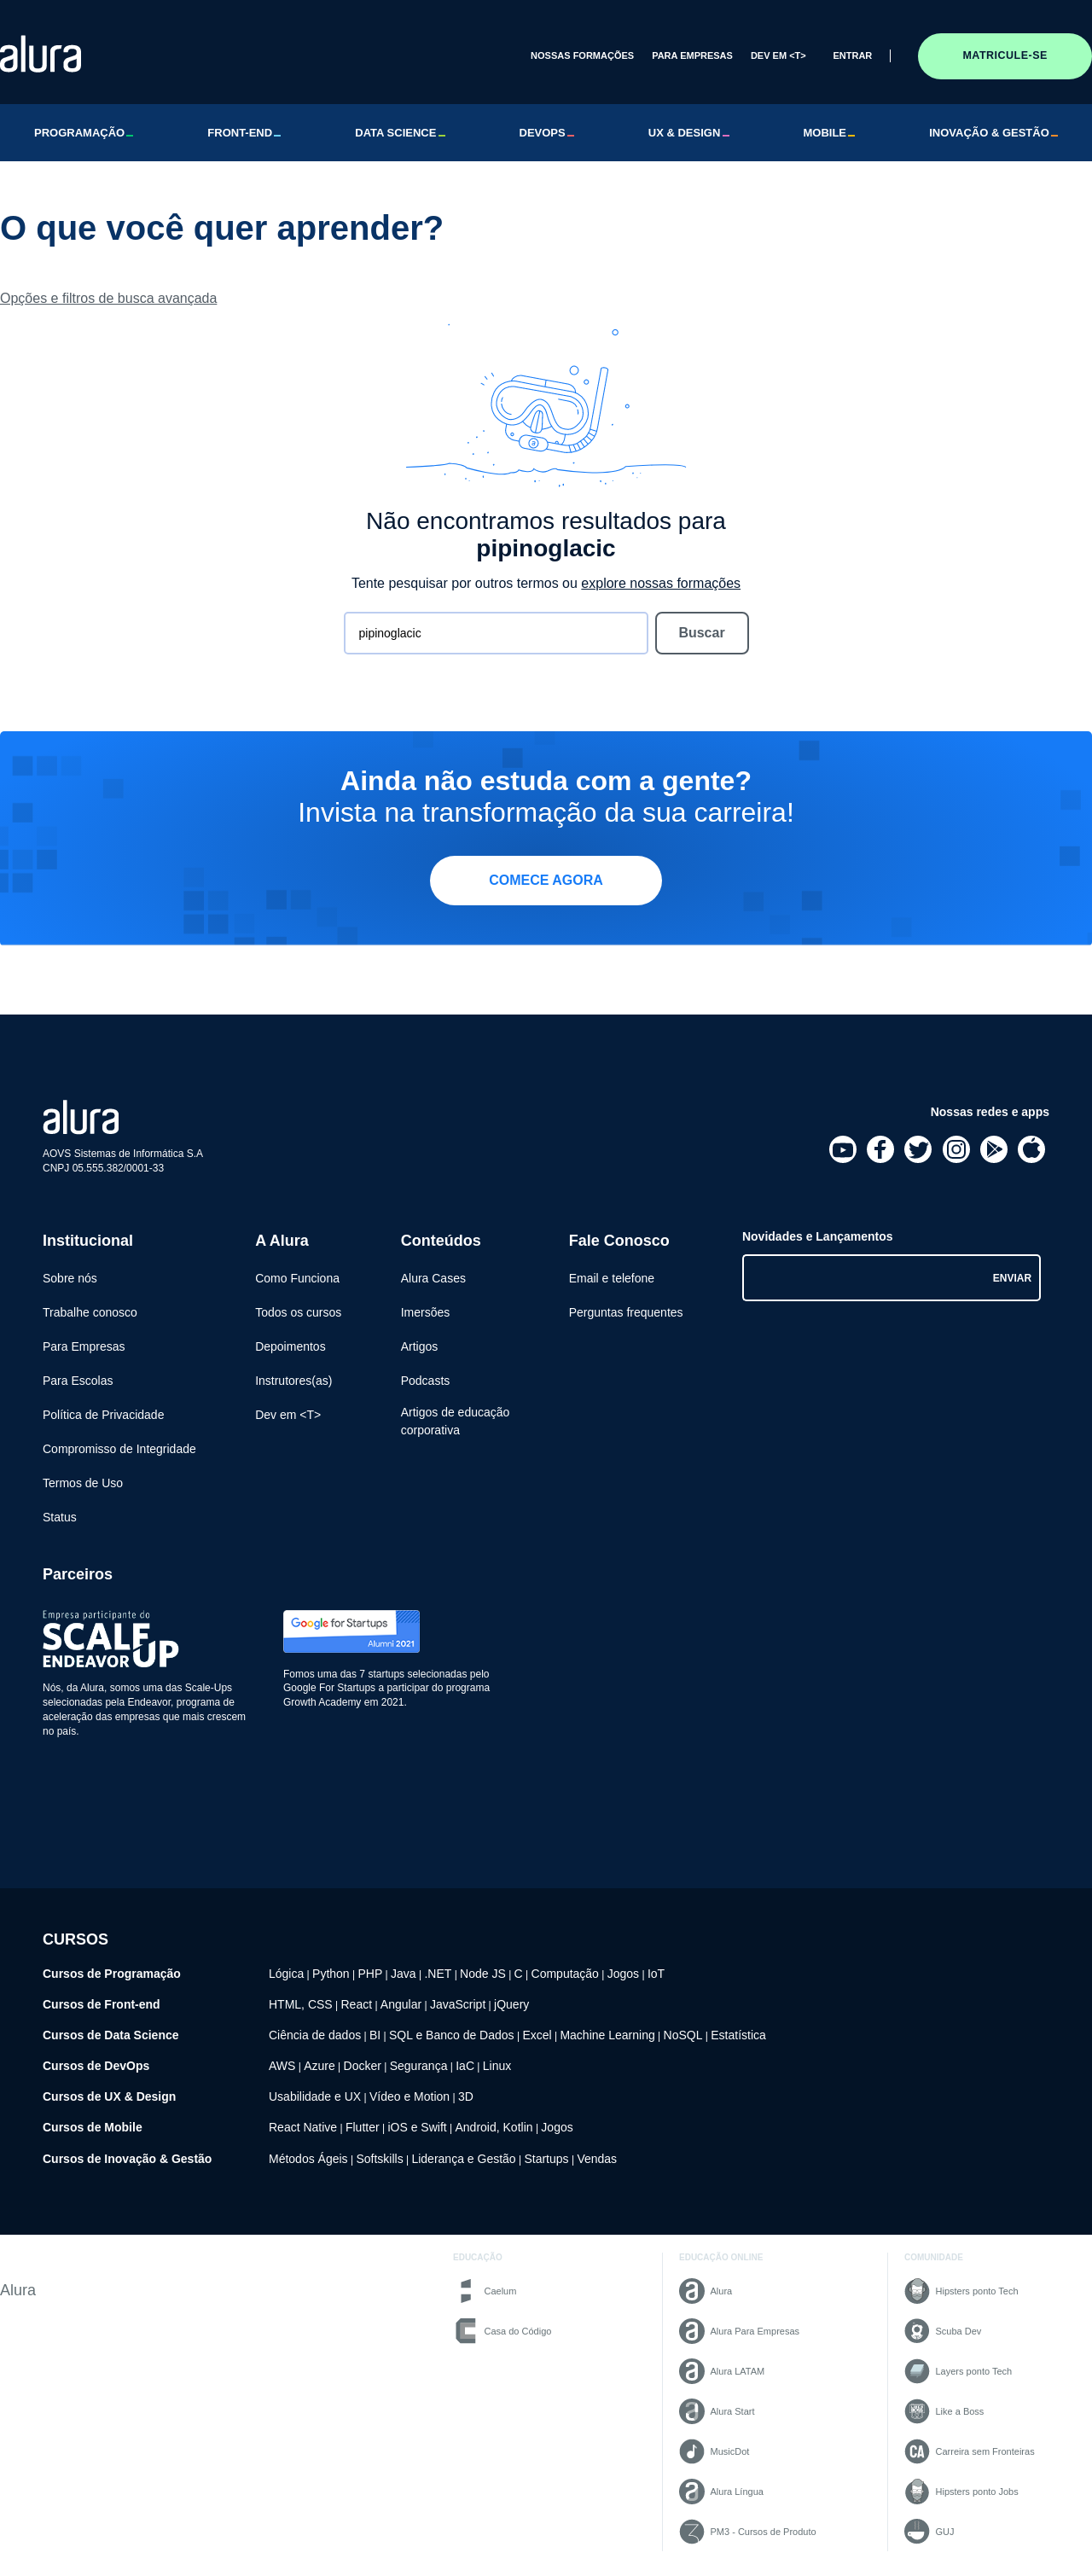 alura
NOSSAS FORMAÇÕES PARA EMPRESAS DEV EM <T> ENTRAR MATRICULE-SE
PROGRAMAÇÃO_ FRONT-END_ DATA SCIENCE_ DEVOPS_ UX & DESIGN_ MOBILE_ INOVAÇÃO & GESTÃO_
O que você quer aprender?
Opções e filtros de busca avançada
Não encontramos resultados para
pipinoglacic
Tente pesquisar por outros termos ou explore nossas formações
pipinoglacic Buscar
Ainda não estuda com a gente?
Invista na transformação da sua carreira!
COMECE AGORA
alura
AOVS Sistemas de Informática S.A
CNPJ 05.555.382/0001-33
Nossas redes e apps
Institucional
Sobre nós
Trabalhe conosco
Para Empresas
Para Escolas
Política de Privacidade
Compromisso de Integridade
Termos de Uso
Status
A Alura
Como Funciona
Todos os cursos
Depoimentos
Instrutores(as)
Dev em <T>
Conteúdos
Alura Cases
Imersões
Artigos
Podcasts
Artigos de educação
corporativa
Fale Conosco
Email e telefone
Perguntas frequentes
Novidades e Lançamentos
ENVIAR
Parceiros
Empresa participante do
SCALE UP
ENDEAVOR
Nós, da Alura, somos uma das Scale-Ups
selecionadas pela Endeavor, programa de
aceleração das empresas que mais crescem
no país.
Google for Startups
Alumni 2021
Fomos uma das 7 startups selecionadas pelo
Google For Startups a participar do programa
Growth Academy em 2021.
CURSOS
Cursos de Programação Lógica | Python | PHP | Java | .NET | Node JS | C | Computação | Jogos | IoT
Cursos de Front-end HTML, CSS | React | Angular | JavaScript | jQuery
Cursos de Data Science Ciência de dados | BI | SQL e Banco de Dados | Excel | Machine Learning | NoSQL | Estatística
Cursos de DevOps AWS | Azure | Docker | Segurança | IaC | Linux
Cursos de UX & Design Usabilidade e UX | Vídeo e Motion | 3D
Cursos de Mobile React Native | Flutter | iOS e Swift | Android, Kotlin | Jogos
Cursos de Inovação & Gestão Métodos Ágeis | Softskills | Liderança e Gestão | Startups | Vendas
Alura
EDUCAÇÃO
Caelum
Casa do Código
EDUCAÇÃO ONLINE
Alura
Alura Para Empresas
Alura LATAM
Alura Start
MusicDot
Alura Língua
PM3 - Cursos de Produto
COMUNIDADE
Hipsters ponto Tech
Scuba Dev
Layers ponto Tech
Like a Boss
CA Carreira sem Fronteiras
Hipsters ponto Jobs
GUJ